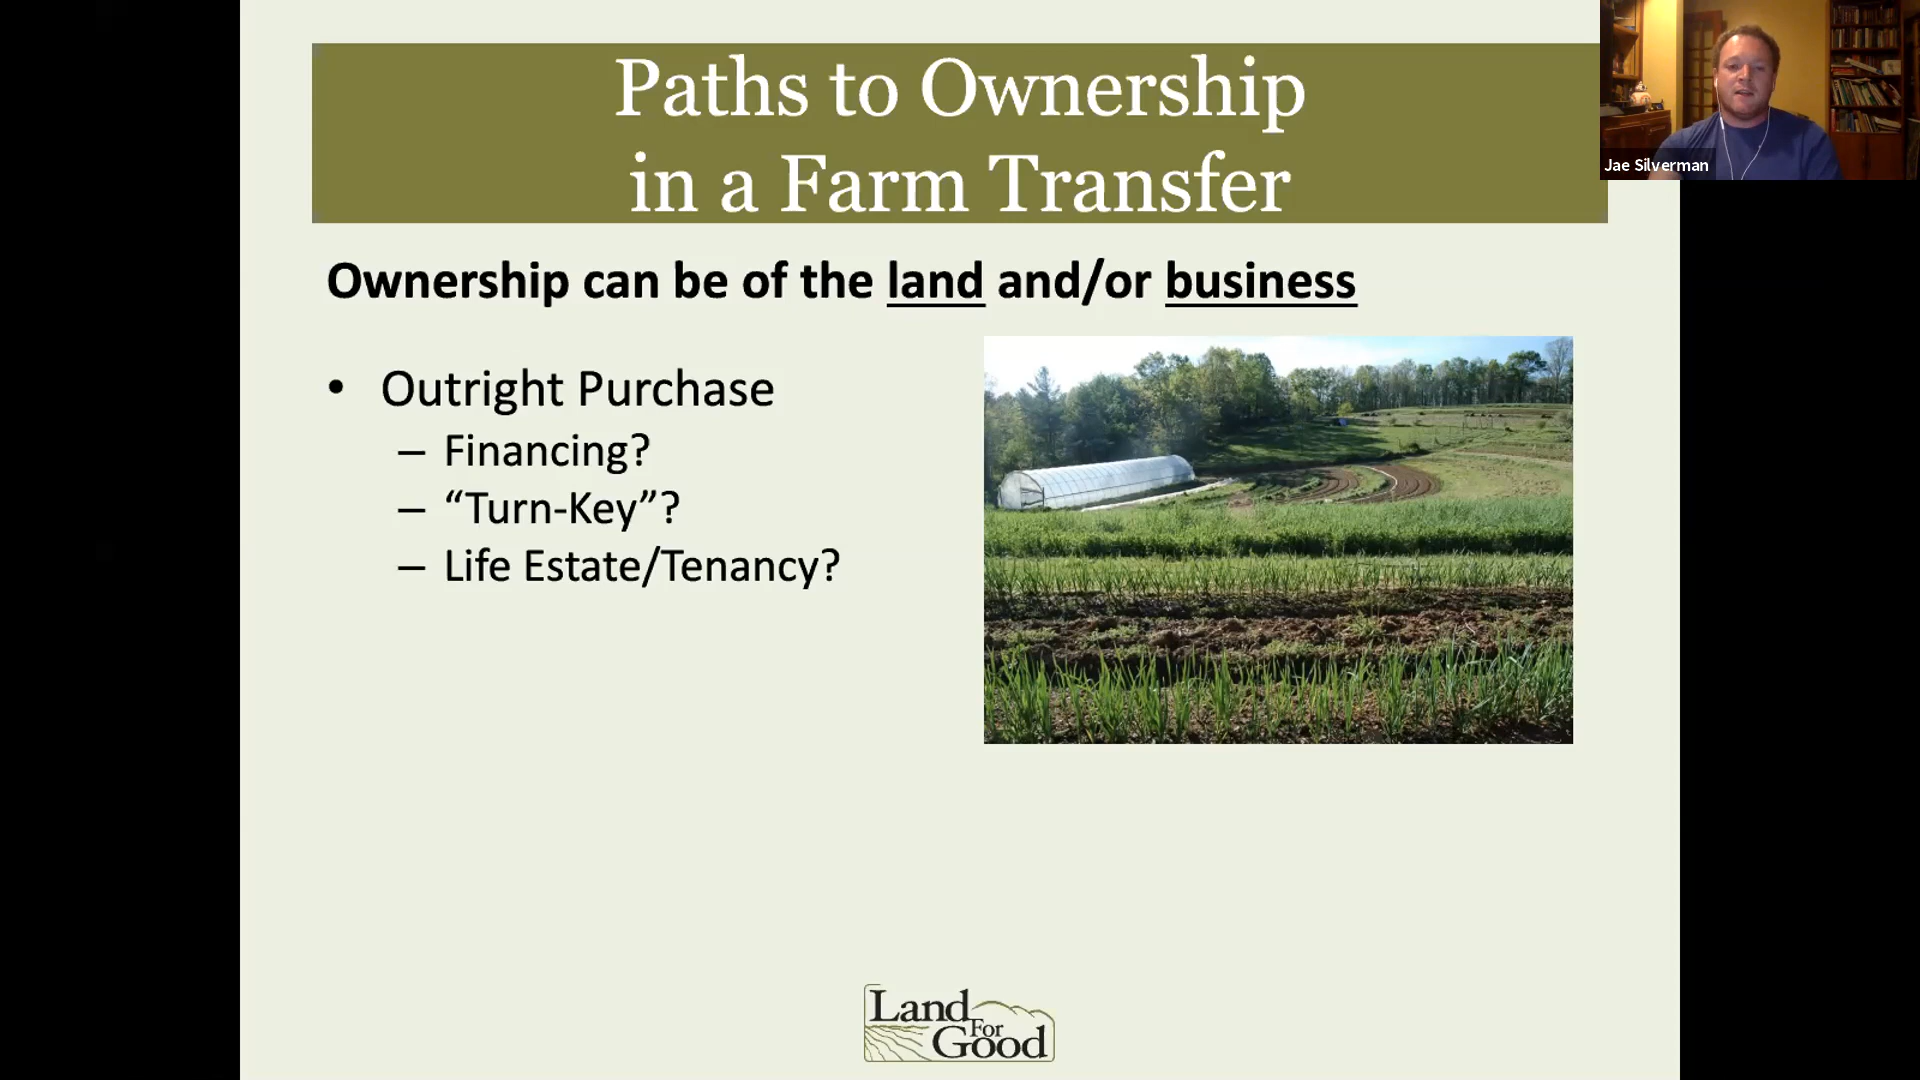 Paths to Ownership
in a Farm Transfer
Jae Silverman
Ownership can be of the land and/or business
• Outright Purchase
– Financing?
– “Turn-Key”?
– Life Estate/Tenancy?
Land
For
Good